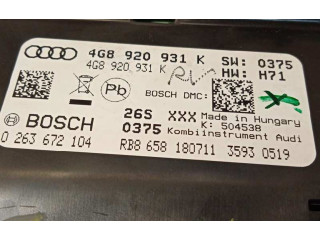 4G8 920 931 K SW: 0375
4G8 920 931 K HW: H71
Pb BOSCH DMC:
26S XXX Made in Hungary
BOSCH K: 504538
0375 Kombiinstrument Audi
0 263 672 104 RB8 658 180711 3593 0519